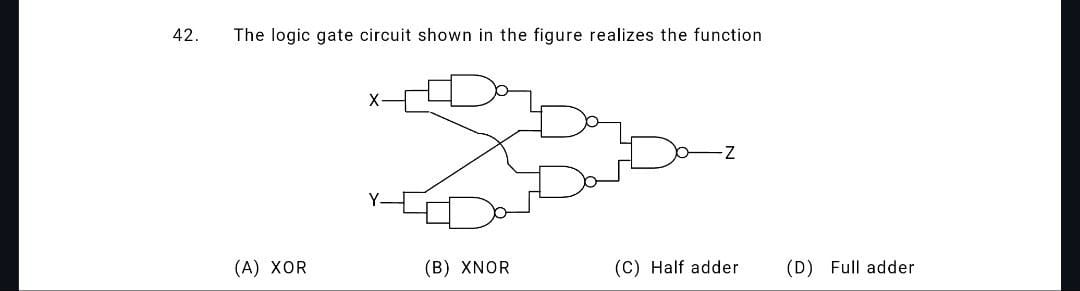 42. The logic gate circuit shown in the figure realizes the function
X
Z
Y
(A) XOR (B) XNOR (C) Half adder (D) Full adder